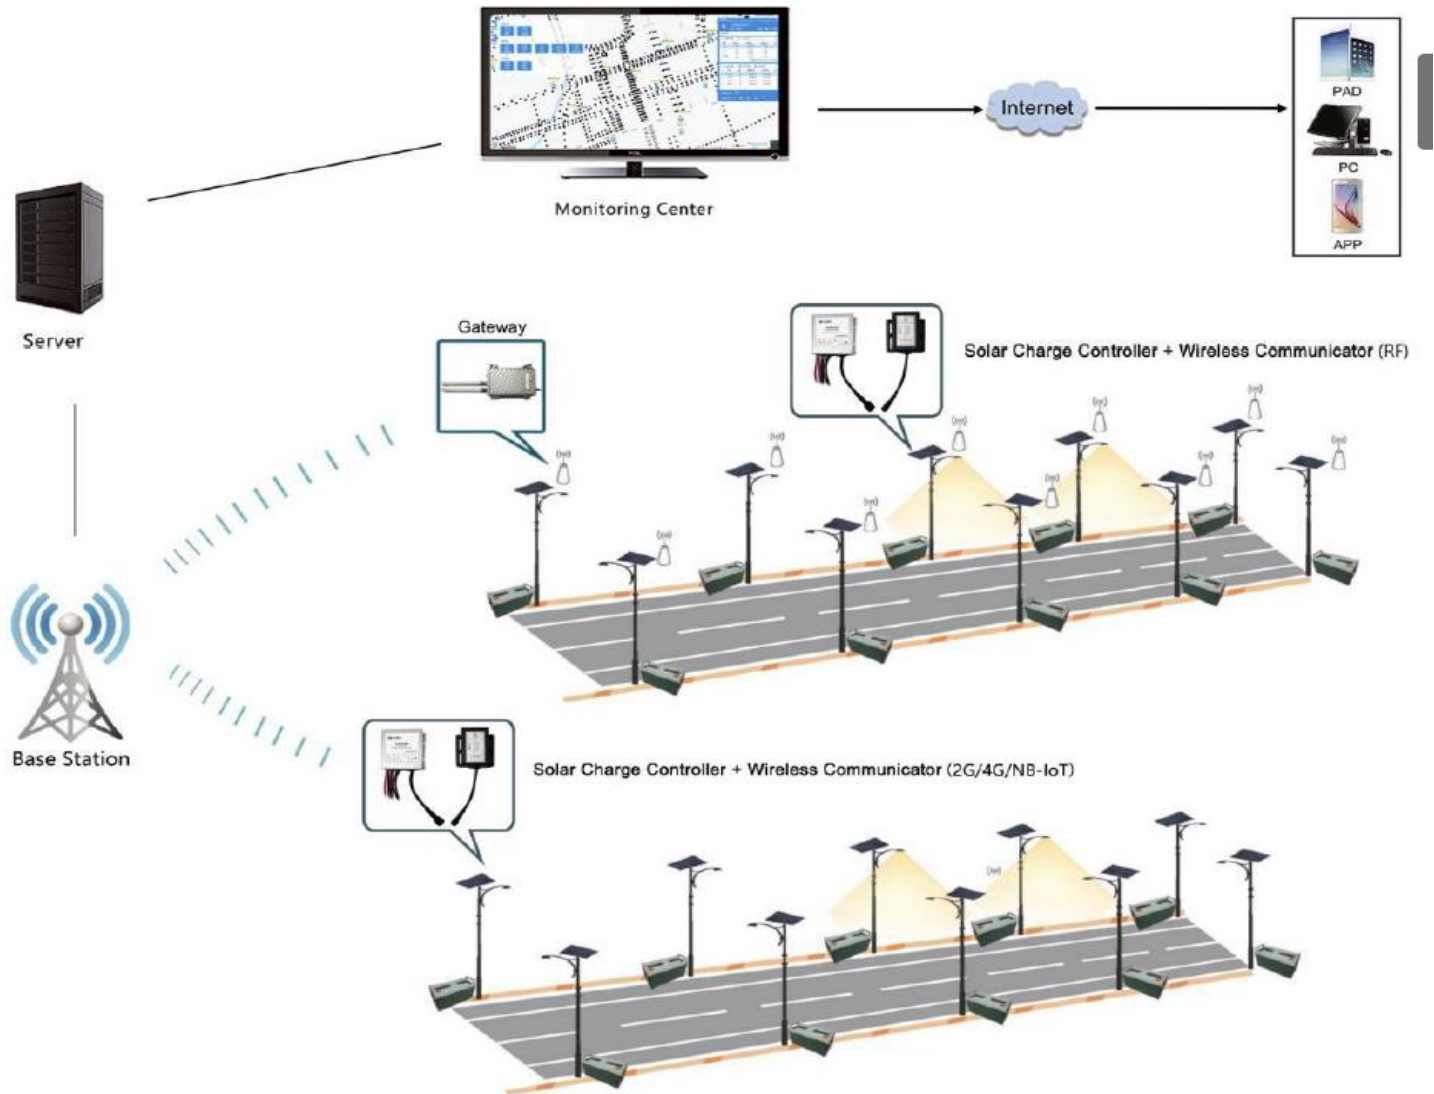 Internet
PAD
PC
APP
Monitoring Center
Server
Gateway
Solar Charge Controller + Wireless Communicator (RF)
Base Station
Solar Charge Controller + Wireless Communicator (2G/4G/NB-IoT)